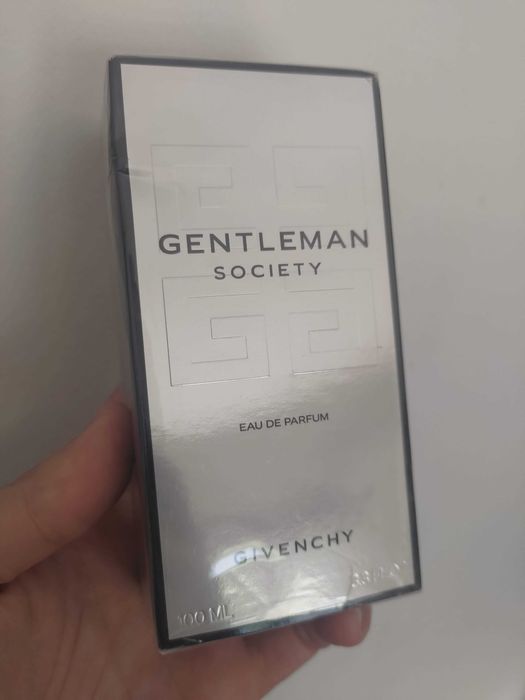 GENTLEMAN
SOCIETY
EAU DE PARFUM
GIVENCHY
100 ML